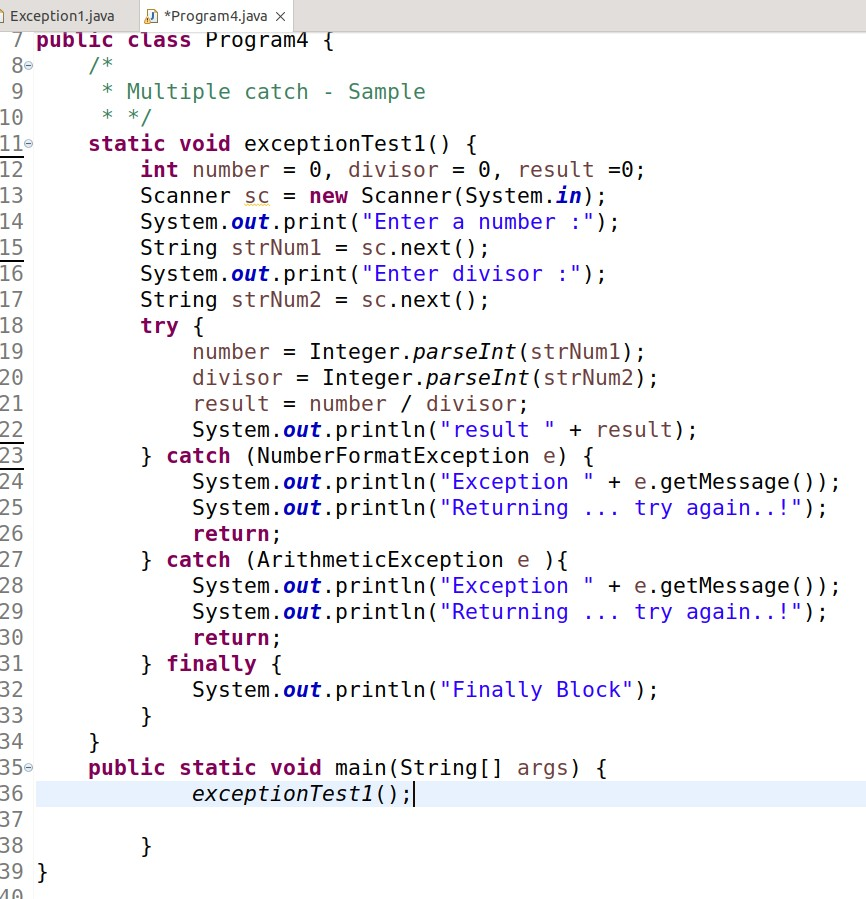 Exception1.java *Program4.java
7 public class Program4 {
8 /*
9 * Multiple catch - Sample
10 * */
11 static void exceptionTest1() {
12 int number = 0, divisor = 0, result =0;
13 Scanner sc = new Scanner(System.in);
14 System.out.print("Enter a number :");
15 String strNum1 = sc.next();
16 System.out.print("Enter divisor :");
17 String strNum2 = sc.next();
18 try {
19 number = Integer.parseInt(strNum1);
20 divisor = Integer.parseInt(strNum2);
21 result = number / divisor;
22 System.out.println("result " + result);
23 } catch (NumberFormatException e) {
24 System.out.println("Exception " + e.getMessage());
25 System.out.println("Returning ... try again..!");
26 return;
27 } catch (ArithmeticException e ){
28 System.out.println("Exception " + e.getMessage());
29 System.out.println("Returning ... try again..!");
30 return;
31 } finally {
32 System.out.println("Finally Block");
33 }
34 }
35 public static void main(String[] args) {
36 exceptionTest1();
37
38 }
39 }
40